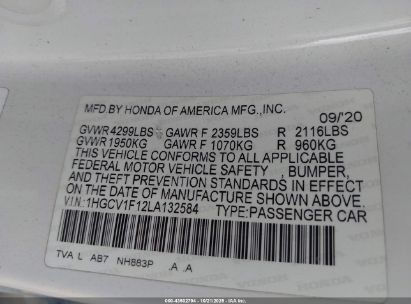 MFD BY HONDA OF AMERICA MFG.,INC.
09/'20
GVWR 4299LBS GAWR F 2359LBS R 2116LBS
GVWR 1950KG GAWR F 1070KG R 960KG
THIS VEHICLE CONFORMS TO ALL APPLICABLE
FEDERAL MOTOR VEHICLE SAFETY , BUMPER,
AND THEFT PREVENTION STANDARDS IN EFFECT
ON THE DATE OF MANUFACTURE SHOWN ABOVE.
V.I.N.:1HGCV1F12LA132584 TYPE:PASSENGER CAR
TVA L AB7 NH883P A A